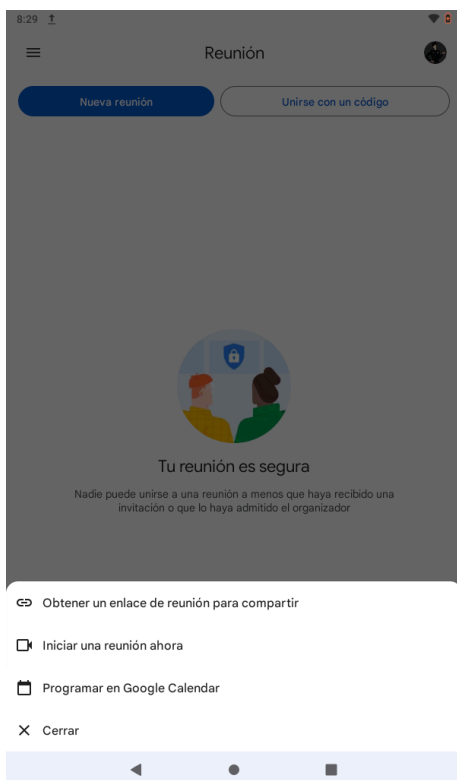 8:29
Reunión
Nueva reunión
Unirse con un código
Tu reunión es segura
Nadie puede unirse a una reunión a menos que haya recibido una
invitación o que lo haya admitido el organizador
Obtener un enlace de reunión para compartir
Iniciar una reunión ahora
Programar en Google Calendar
Cerrar